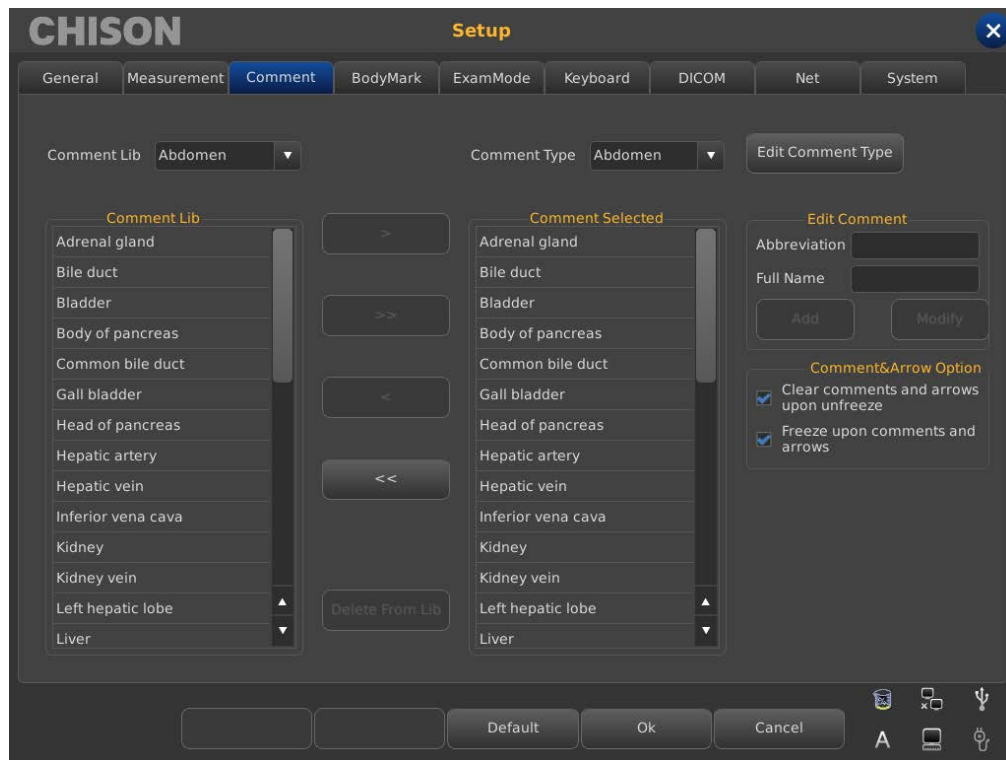 CHISON
Setup
General Measurement Comment BodyMark ExamMode Keyboard DICOM Net System
Comment Lib Abdomen
Comment Type Abdomen
Edit Comment Type
Comment Lib
Adrenal gland
Bile duct
Bladder
Body of pancreas
Common bile duct
Gall bladder
Head of pancreas
Hepatic artery
Hepatic vein
Inferior vena cava
Kidney
Kidney vein
Left hepatic lobe
Liver
>
>>
<
<<
Delete From Lib
Comment Selected
Adrenal gland
Bile duct
Bladder
Body of pancreas
Common bile duct
Gall bladder
Head of pancreas
Hepatic artery
Hepatic vein
Inferior vena cava
Kidney
Kidney vein
Left hepatic lobe
Liver
Edit Comment
Abbreviation
Full Name
Add Modify
Comment&Arrow Option
Clear comments and arrows
upon unfreeze
Freeze upon comments and
arrows
Default Ok Cancel
A